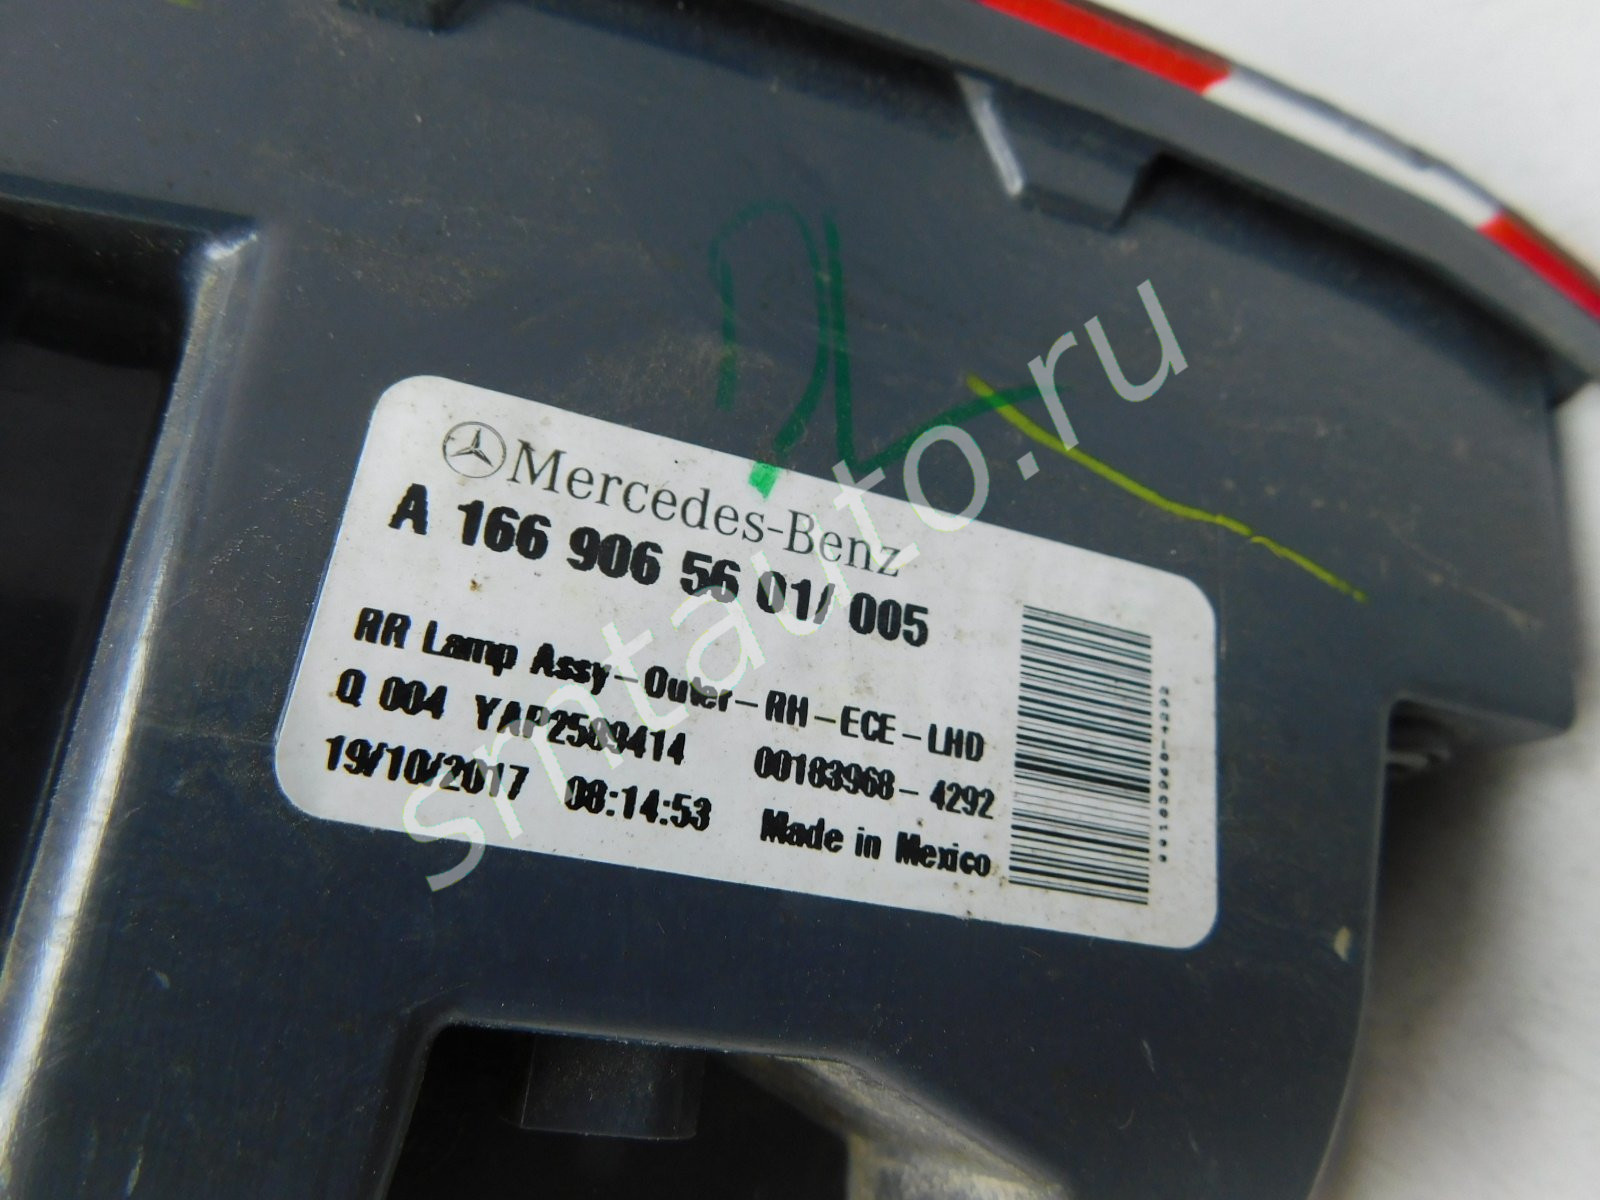 Mercedes-Benz
A 166 906 56 01/ 005
RR Lamp Assy-Outer-RH-ECE-LHD
Q 004 YAP2589414 00183968-4292
19/10/2017 08:14:53 Made in Mexico
smtauto.ru